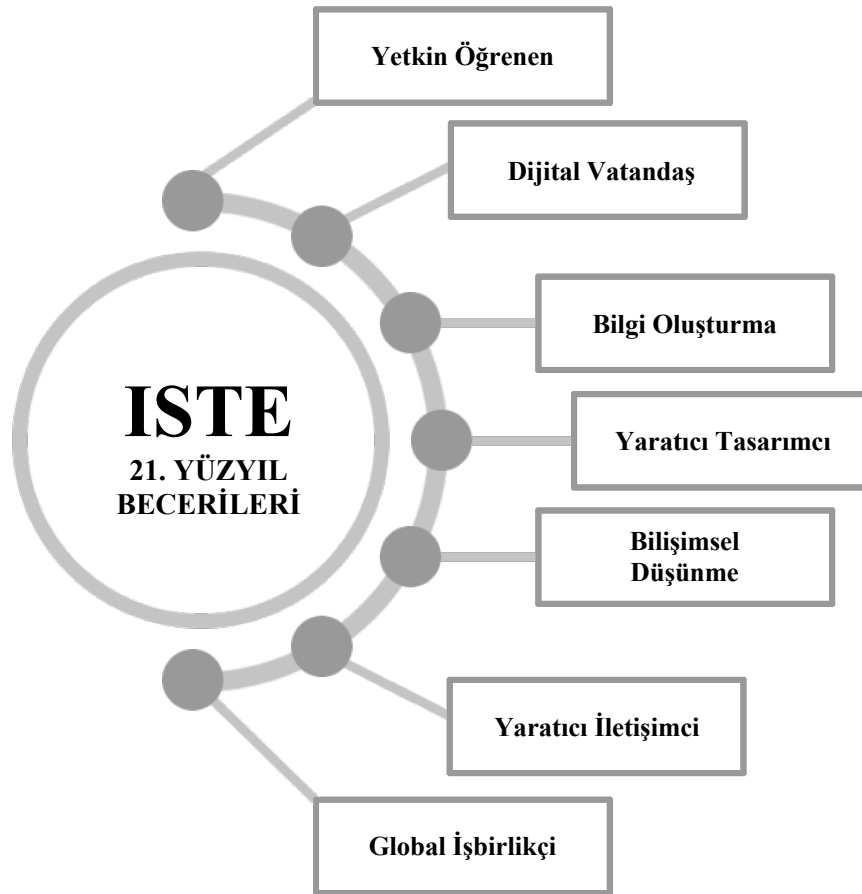 Yetkin Öğrenen
Dijital Vatandaş
Bilgi Oluşturma
ISTE
21. YÜZYIL
BECERİLERİ
Yaratıcı Tasarımcı
Bilişimsel
Düşünme
Yaratıcı İletişimci
Global İşbirlikçi